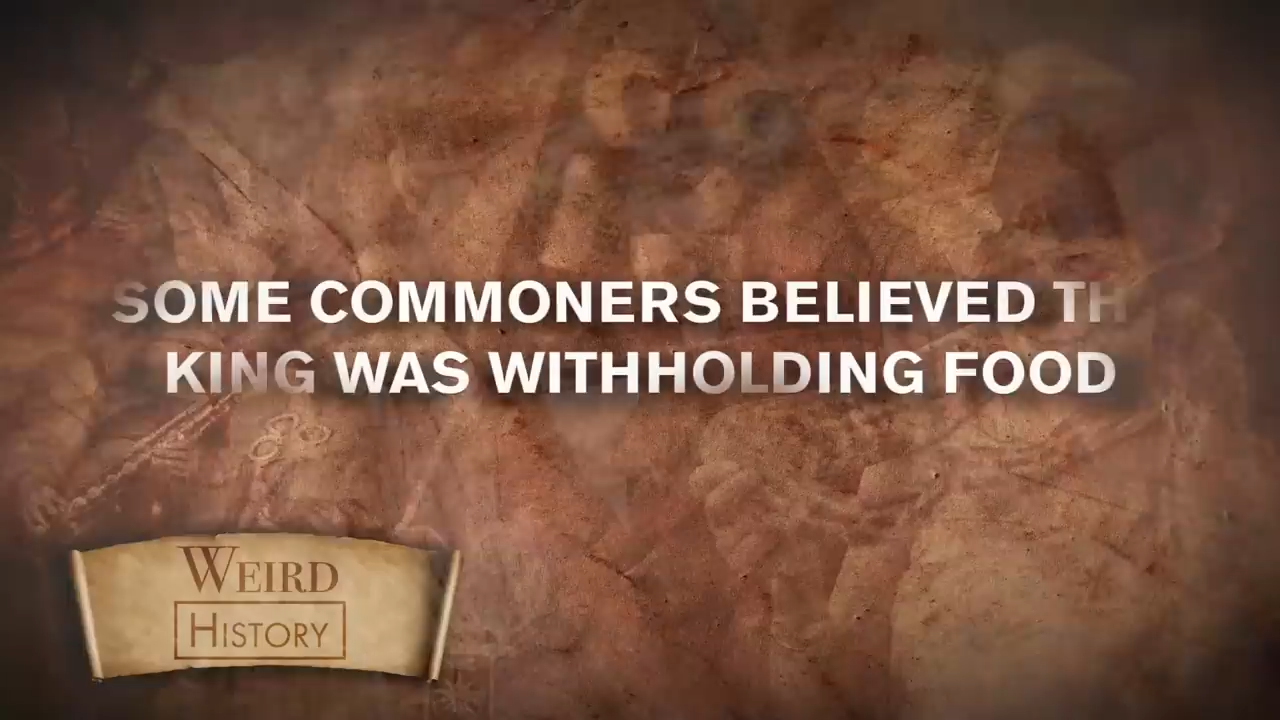 SOME COMMONERS BELIEVED TH
KING WAS WITHHOLDING FOOD
WEIRD
HISTORY